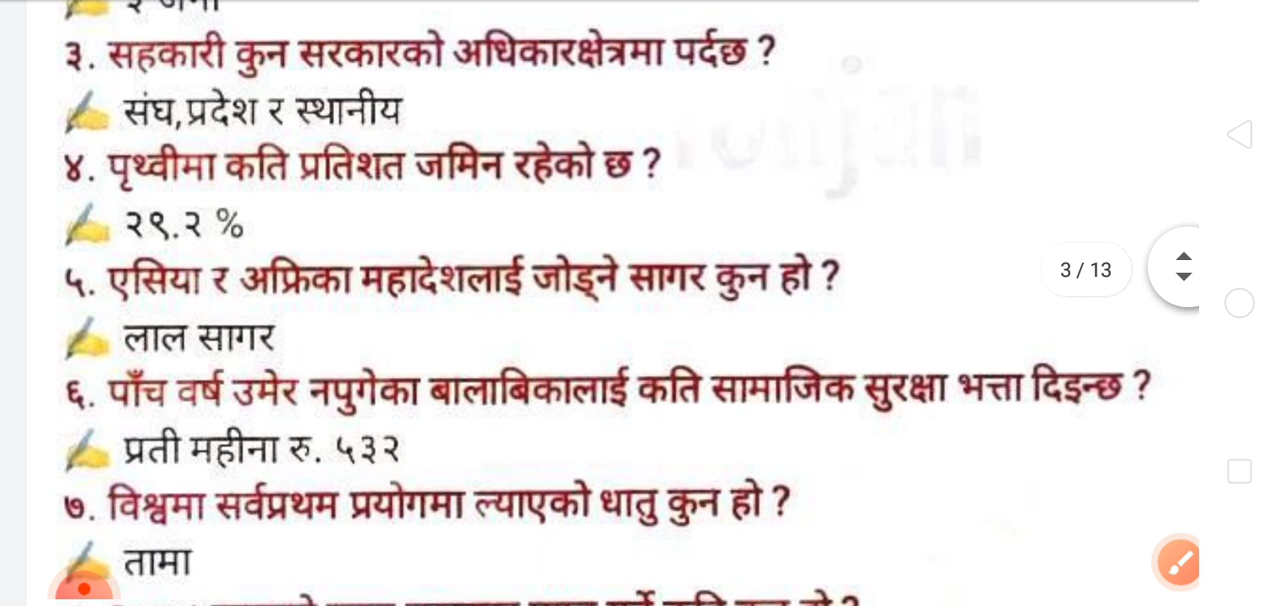 ३. सहकारी कुन सरकारको अधिकारक्षेत्रमा पर्दछ ?
संघ,प्रदेश र स्थानीय
४. पृथ्वीमा कति प्रतिशत जमिन रहेको छ ?
२९.२ %
५. एसिया र अफ्रिका महादेशलाई जोड्ने सागर कुन हो ?
3 / 13
लाल सागर
६. पाँच वर्ष उमेर नपुगेका बालाबिकालाई कति सामाजिक सुरक्षा भत्ता दिइन्छ ?
प्रती महीना रु. ५३२
७. विश्वमा सर्वप्रथम प्रयोगमा ल्याएको धातु कुन हो ?
तामा